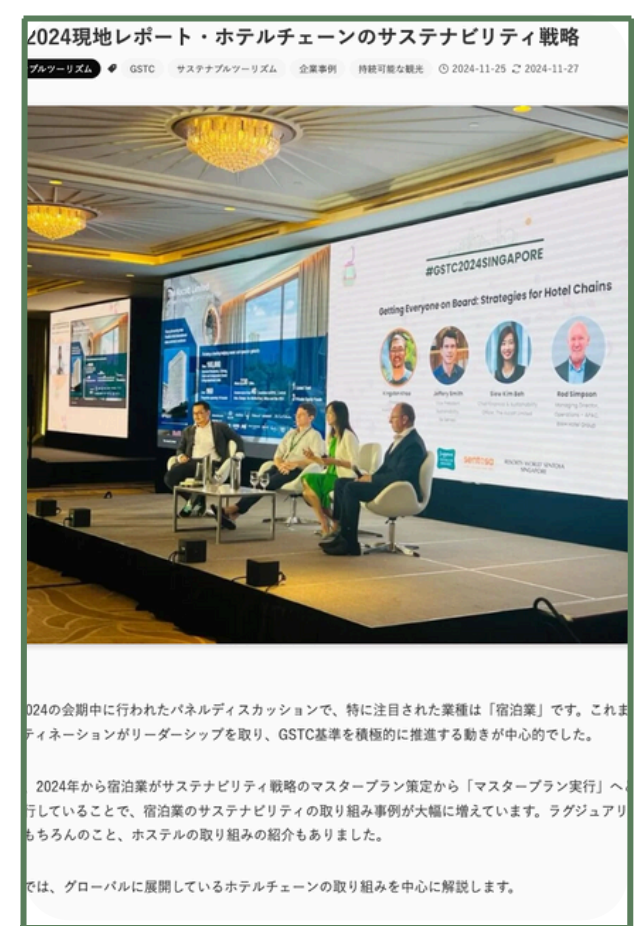 2024現地レポート・ホテルチェーンのサステナビリティ戦略
ブルツーリズム GSTC サステナブルツーリズム 企業事例 持続可能な観光 2024-11-25 2024-11-27
#GSTC2024SINGAPORE
Getting Everyone on Board: Strategies for Hotel Chains
Jeffery Smith
Siew Kim Beh
Rod Simpson
sentosa
RESORTS WORLD SENTOSA
SINGAPORE
024の会期中に行われたパネルディスカッションで、特に注目された業種は「宿泊業」です。これま
ティネーションがリーダーシップを取り、GSTC基準を積極的に推進する動きが中心的でした。
2024年から宿泊業がサステナビリティ戦略のマスタープラン策定から「マスタープラン実行」へと
行していることで、宿泊業のサステナビリティの取り組み事例が大幅に増えています。ラグジュアリ
もちろんのこと、ホステルの取り組みの紹介もありました。
では、グローバルに展開しているホテルチェーンの取り組みを中心に解説します。